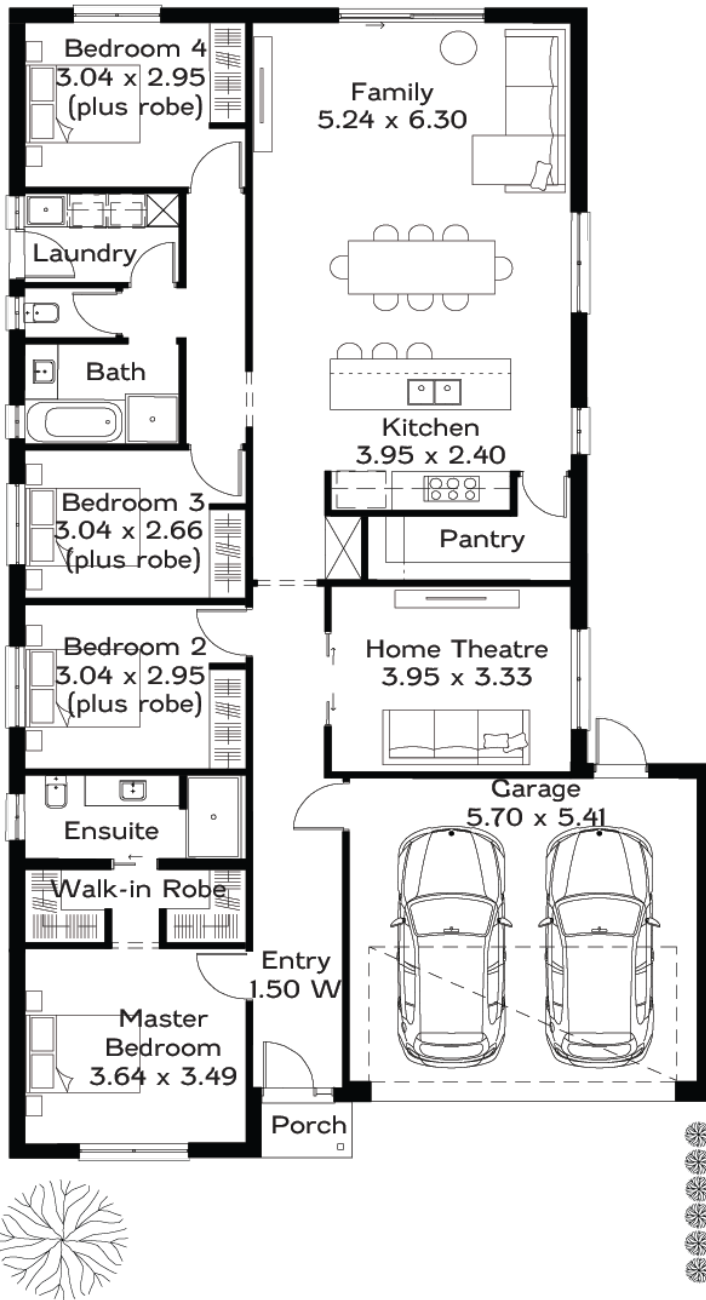 Bedroom 4
3.04 x 2.95
(plus robe)
Family
5.24 x 6.30
Laundry
Bath
Kitchen
3.95 x 2.40
Bedroom 3
3.04 x 2.66
(plus robe)
Pantry
Bedroom 2
3.04 x 2.95
(plus robe)
Home Theatre
3.95 x 3.33
Garage
5.70 x 5.41
Ensuite
Walk-in Robe
Entry
1.50 W
Master
Bedroom
3.64 x 3.49
Porch